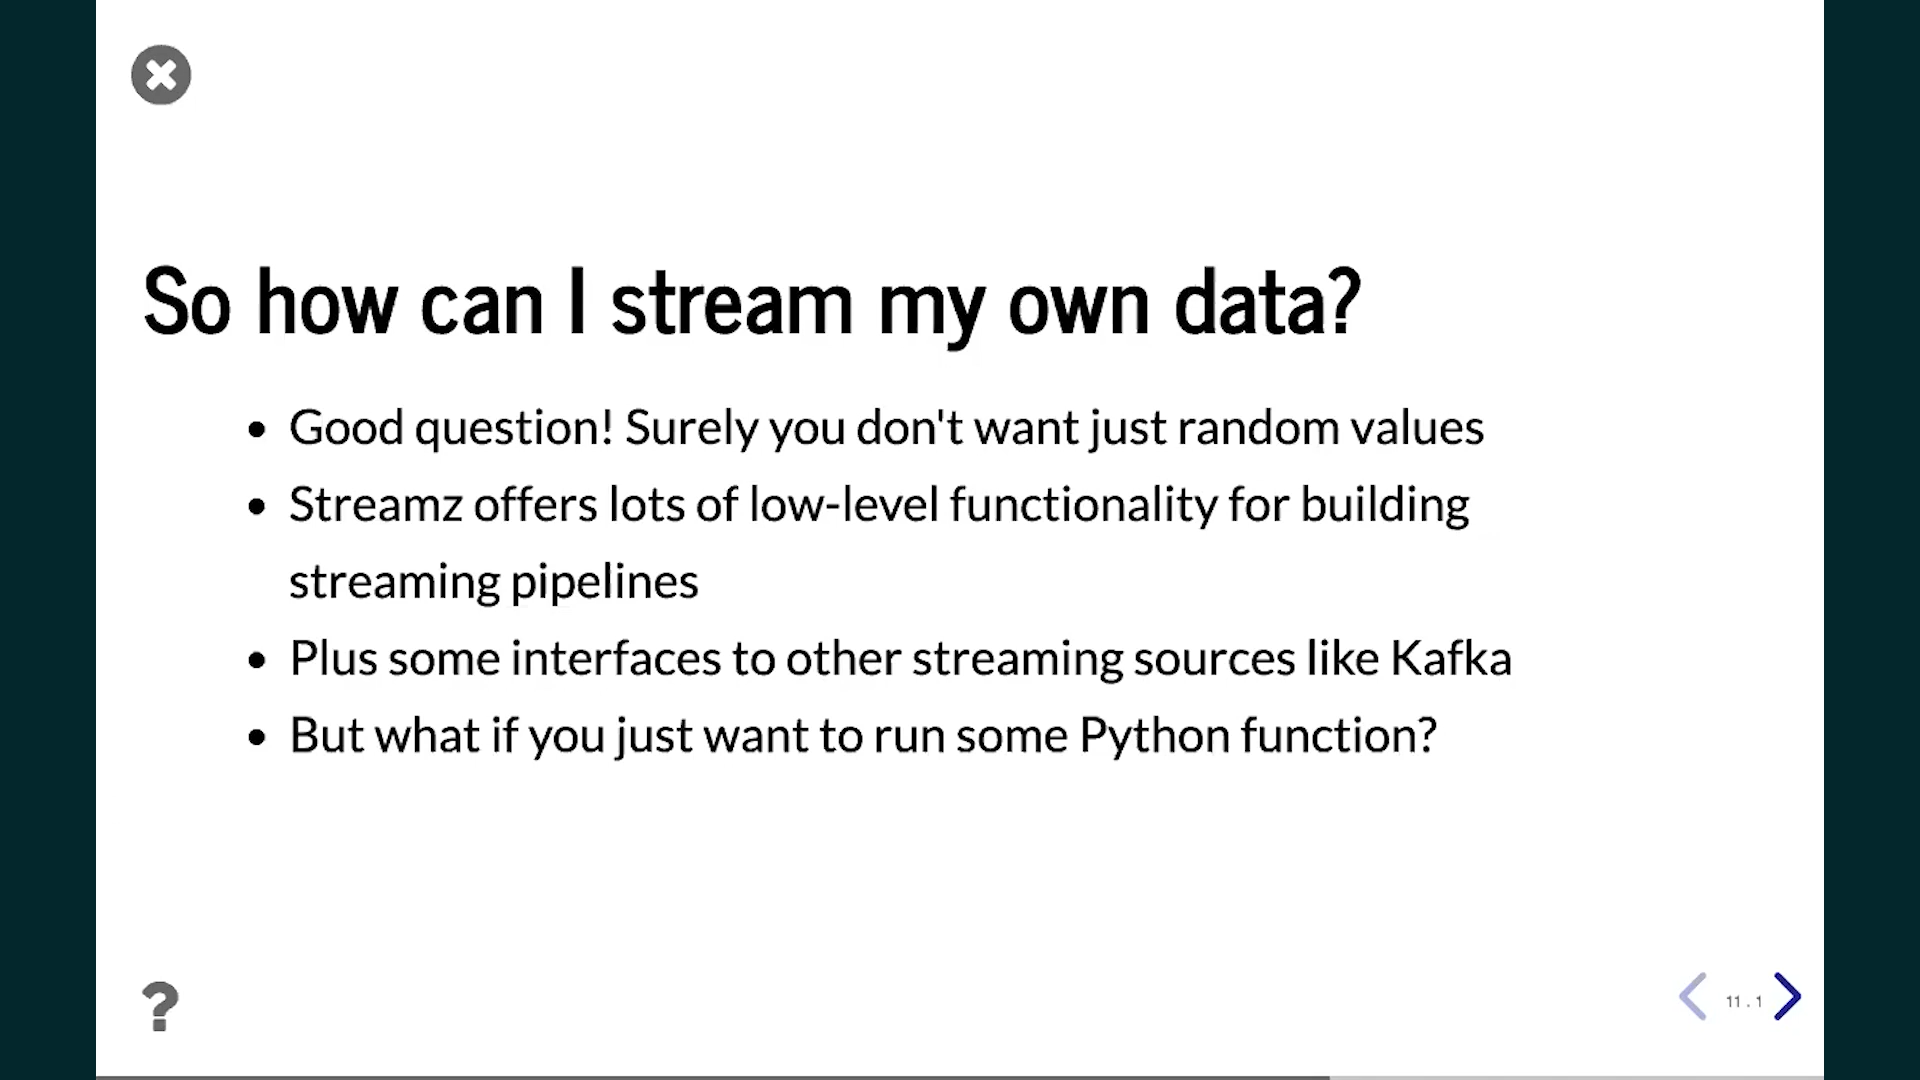 So how can I stream my own data?
• Good question! Surely you don't want just random values
• Streamz offers lots of low-level functionality for building
streaming pipelines
• Plus some interfaces to other streaming sources like Kafka
• But what if you just want to run some Python function?
?
11 . 1